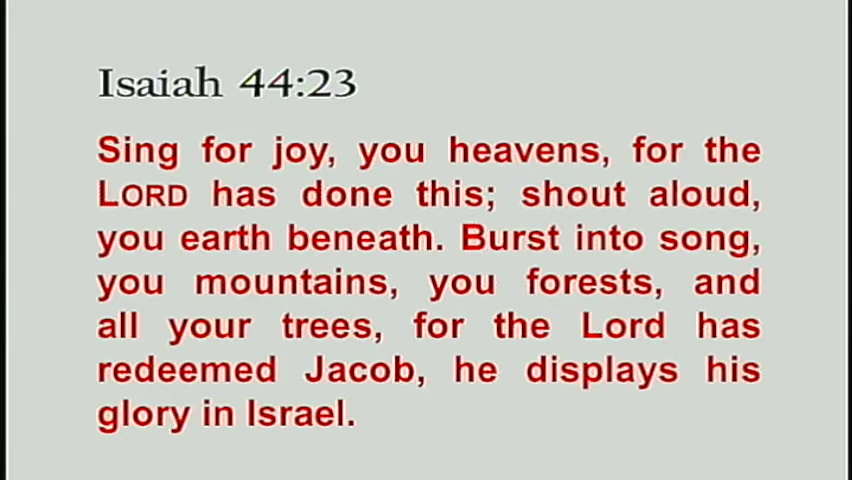 Isaiah 44:23
Sing for joy, you heavens, for the
LORD has done this; shout aloud,
you earth beneath. Burst into song,
you mountains, you forests, and
all your trees, for the Lord has
redeemed Jacob, he displays his
glory in Israel.